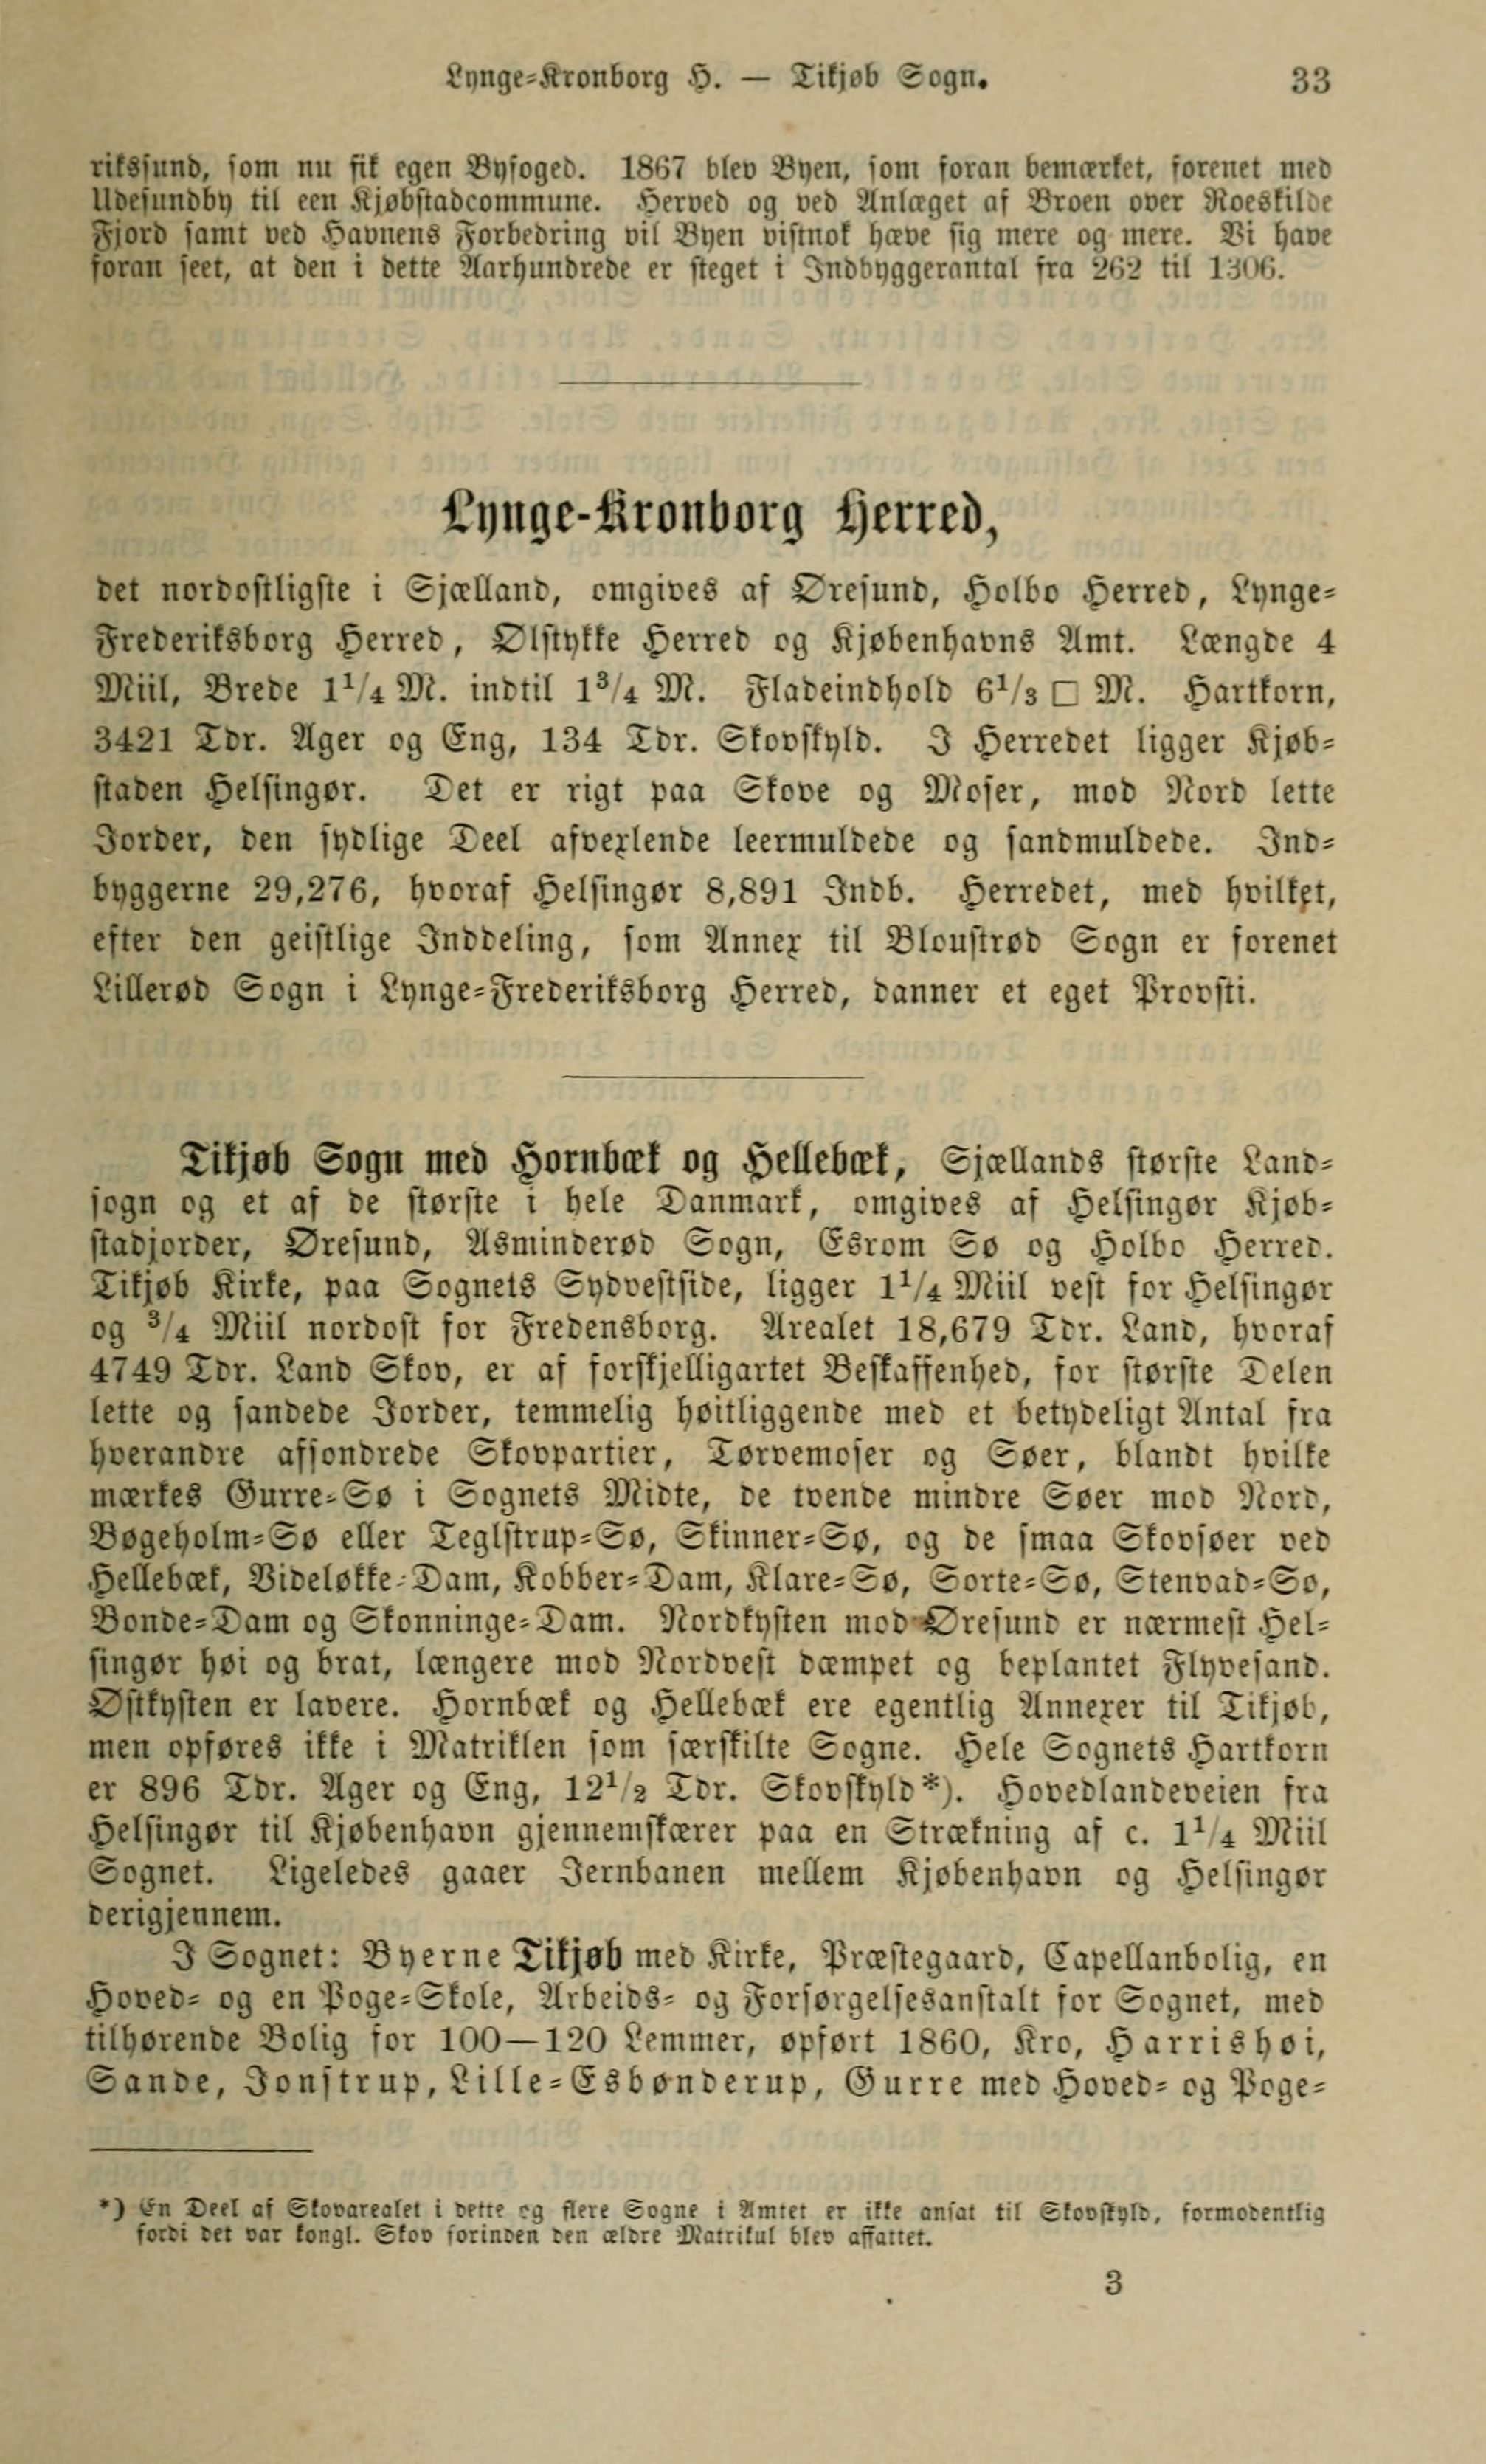 Lynge=Kronborg H. — Tikjøb Sogn. 33
rikssund, som nu fik egen Byfoged. 1867 blev Byen, som foran bemærket, forenet med
Udesundby til een Kjøbstadcommune. Herved og ved Anlæget af Broen over Roeskilde
Fjord samt ved Havnens Forbedring vil Byen vistnok hæve sig mere og mere. Vi have
foran seet, at den i dette Aarhundrede er steget i Indbyggerantal fra 262 til 1306.
Lynge-Kronborg Herred,
det nordostligste i Sjælland, omgives af Øresund, Holbo Herred, Lynge=
Frederiksborg Herred, Ølstykke Herred og Kjøbenhavns Amt. Længde 4
Miil, Brede 1¼ M. indtil 1¾ M. Fladeindhold 6⅓ □ M. Hartkorn,
3421 Tdr. Ager og Eng, 134 Tdr. Skovskyld. I Herredet ligger Kjøb=
staden Helsingør. Det er rigt paa Skove og Moser, mod Nord lette
Jorder, den sydlige Deel afvexlende leermuldede og sandmuldede. Ind=
byggerne 29,276, hvoraf Helsingør 8,891 Indb. Herredet, med hvilket,
efter den geistlige Inddeling, som Annex til Bloustrød Sogn er forenet
Lillerød Sogn i Lynge=Frederiksborg Herred, danner et eget Provsti.
Tikjøb Sogn med Hornbæk og Hellebæk, Sjællands største Land=
sogn og et af de største i hele Danmark, omgives af Helsingør Kjøb=
stadjorder, Øresund, Asminderød Sogn, Esrom Sø og Holbo Herred.
Tikjøb Kirke, paa Sognets Sydvestside, ligger 1¼ Miil vest for Helsingør
og ¾ Miil nordost for Fredensborg. Arealet 18,679 Tdr. Land, hvoraf
4749 Tdr. Land Skov, er af forskjelligartet Beskaffenhed, for største Delen
lette og sandede Jorder, temmelig høitliggende med et betydeligt Antal fra
hverandre affondrede Skovpartier, Tørvemoser og Søer, blandt hvilke
mærkes Gurre=Sø i Sognets Midte, de tvende mindre Søer mod Nord,
Bøgeholm=Sø eller Teglstrup=Sø, Skinner=Sø, og de smaa Skovsøer ved
Hellebæk, Videløkke=Dam, Kobber=Dam, Klare=Sø, Sorte=Sø, Stenvad=So,
Bonde=Dam og Skonninge=Dam. Nordkysten mod Øresund er nærmest Hel=
singør høi og brat, længere mod Nordvest dæmpet og beplantet Flyvesand.
Østkysten er lavere. Hornbæk og Hellebæk ere egentlig Annexer til Tikjøb,
men opføres ikke i Matriklen som særskilte Sogne. Hele Sognets Hartkorn
er 896 Tdr. Ager og Eng, 12½ Tdr. Skovskyld*). Hovedlandeveien fra
Helsingør til Kjøbenhavn gjennemskærer paa en Strækning af c. 1¼ Miil
Sognet. Ligeledes gaaer Jernbanen mellem Kjøbenhavn og Helsingør
derigjennem.
I Sognet: Byerne Tikjøb med Kirke, Præstegaard, Capellanbolig, en
Hoved= og en Poge=Skole, Arbeids= og Forsørgelsesanstalt for Sognet, med
tilhørende Bolig for 100—120 Lemmer, opført 1860, Kro, Harrishøi,
Sande, Jonstrup, Lille=Esbønderup, Gurre med Hoved= og Poge=
*) En Deel af Skovarealet i dette og flere Sogne i Amtet er ikke ansat til Skovskyld, formodentlig
fordi det var kongl. Skov forinden den ældre Matrikul blev affattet.
3